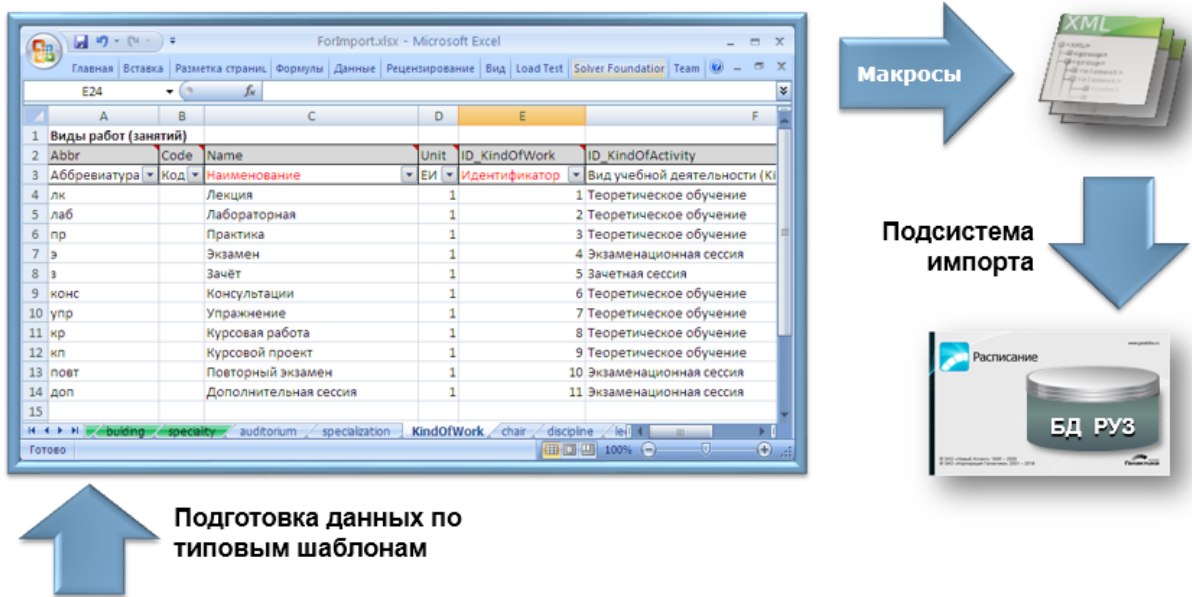 ForImport.xlsx - Microsoft Excel
Главная Вставка Разметка страниц Формулы Данные Рецензирование Вид Load Test Solver Foundation Team
E24 fx
A B C D E F
1 Виды работ (занятий)
2 Abbr Code Name Unit ID_KindOfWork ID_KindOfActivity
3 Аббревиатура Код Наименование ЕИ Идентификатор Вид учебной деятельности (Ki
4 лк Лекция 1 1 Теоретическое обучение
5 лаб Лабораторная 1 2 Теоретическое обучение
6 пр Практика 1 3 Теоретическое обучение
7 э Экзамен 1 4 Экзаменационная сессия
8 з Зачёт 1 5 Зачетная сессия
9 конс Консультации 1 6 Теоретическое обучение
10 упр Упражнение 1 7 Теоретическое обучение
11 кр Курсовая работа 1 8 Теоретическое обучение
12 кп Курсовой проект 1 9 Теоретическое обучение
13 повт Повторный экзамен 1 10 Экзаменационная сессия
14 доп Дополнительная сессия 1 11 Экзаменационная сессия
15
buiding speciality auditorium specialization KindOfWork chair discipline
Готово 100%
Макросы
XML
Подсистема
импорта
Расписание
БД РУЗ
Галактика
Подготовка данных по
типовым шаблонам